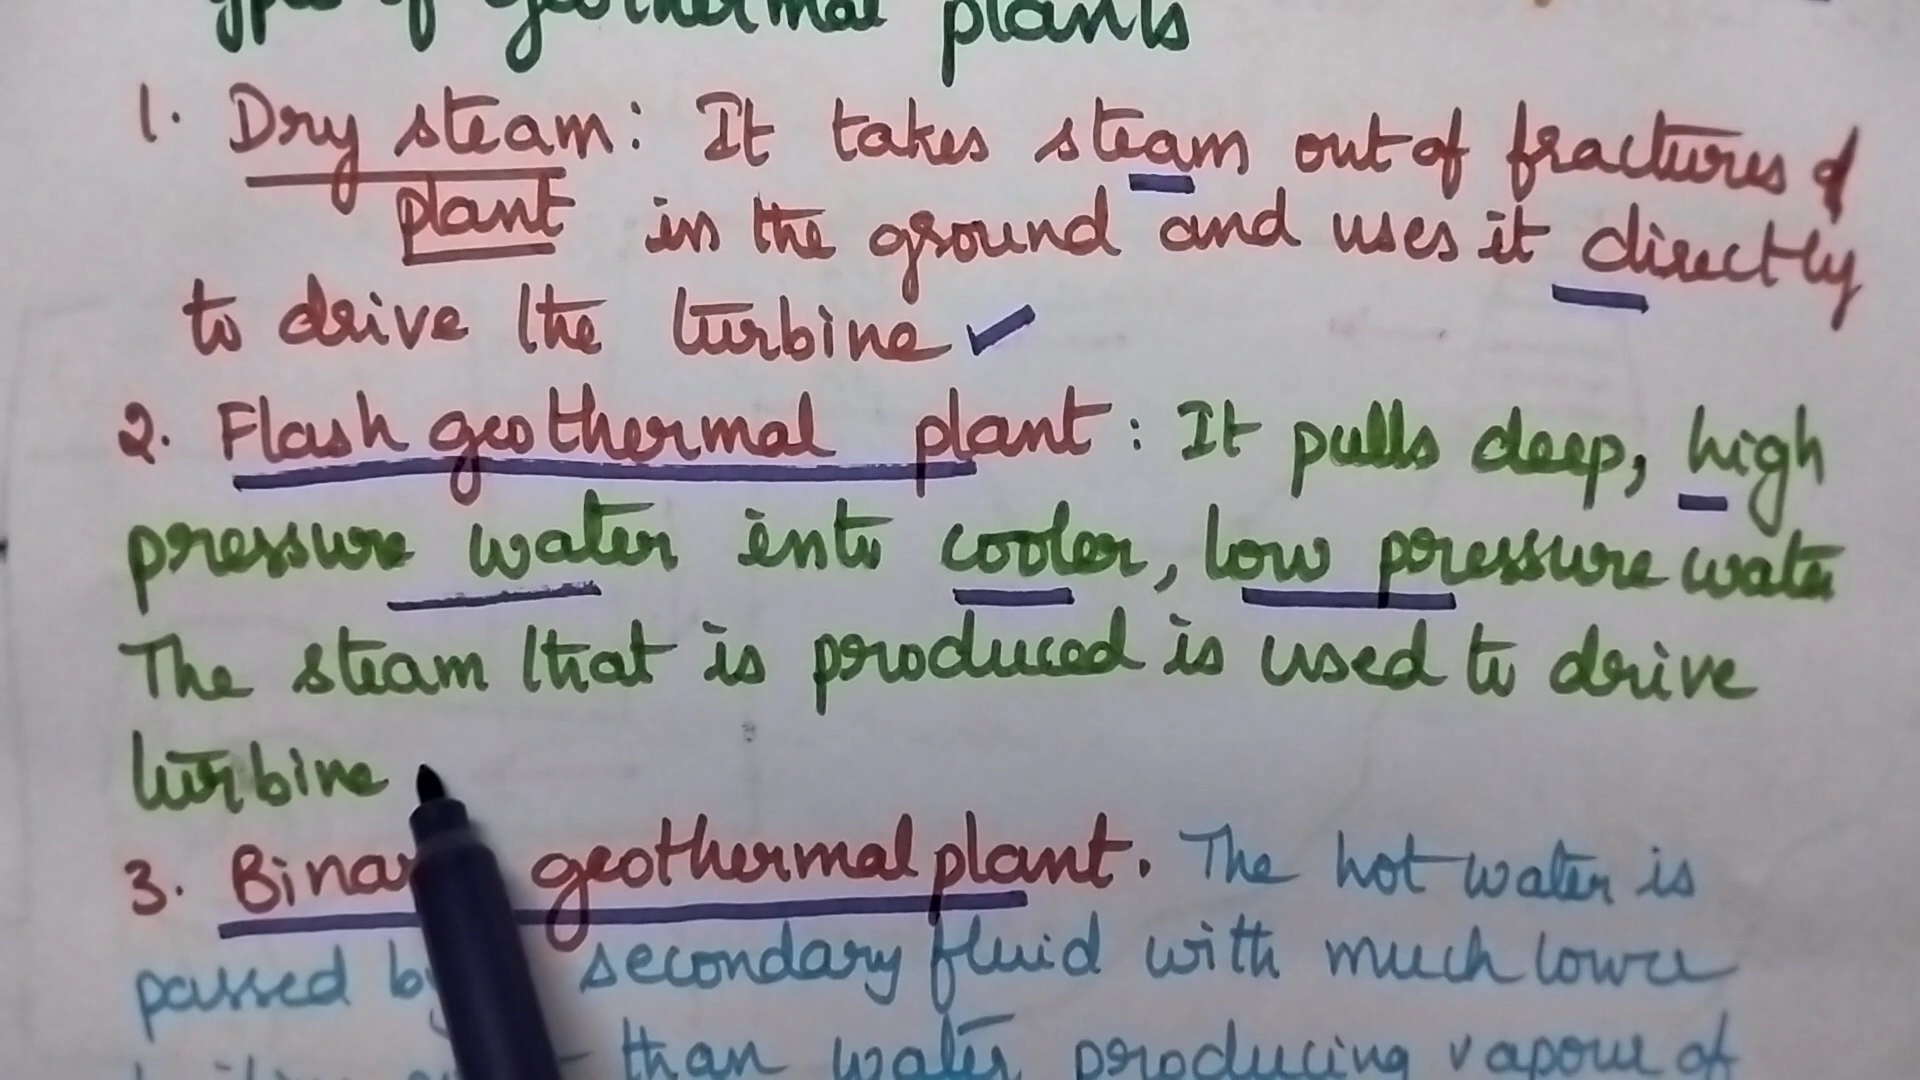 of geothermal plants
1. Dry steam: It takes steam out of fractures of
plant in the ground and uses it directly
to drive the turbine ✓
2. Flash geothermal plant: It pulls deep, high
pressure water into cooler, low pressure water
The steam that is produced is used to drive
turbine
3. geothermal plant. The hot water is
passed secondary fluid with much lower
than water producing vapour of